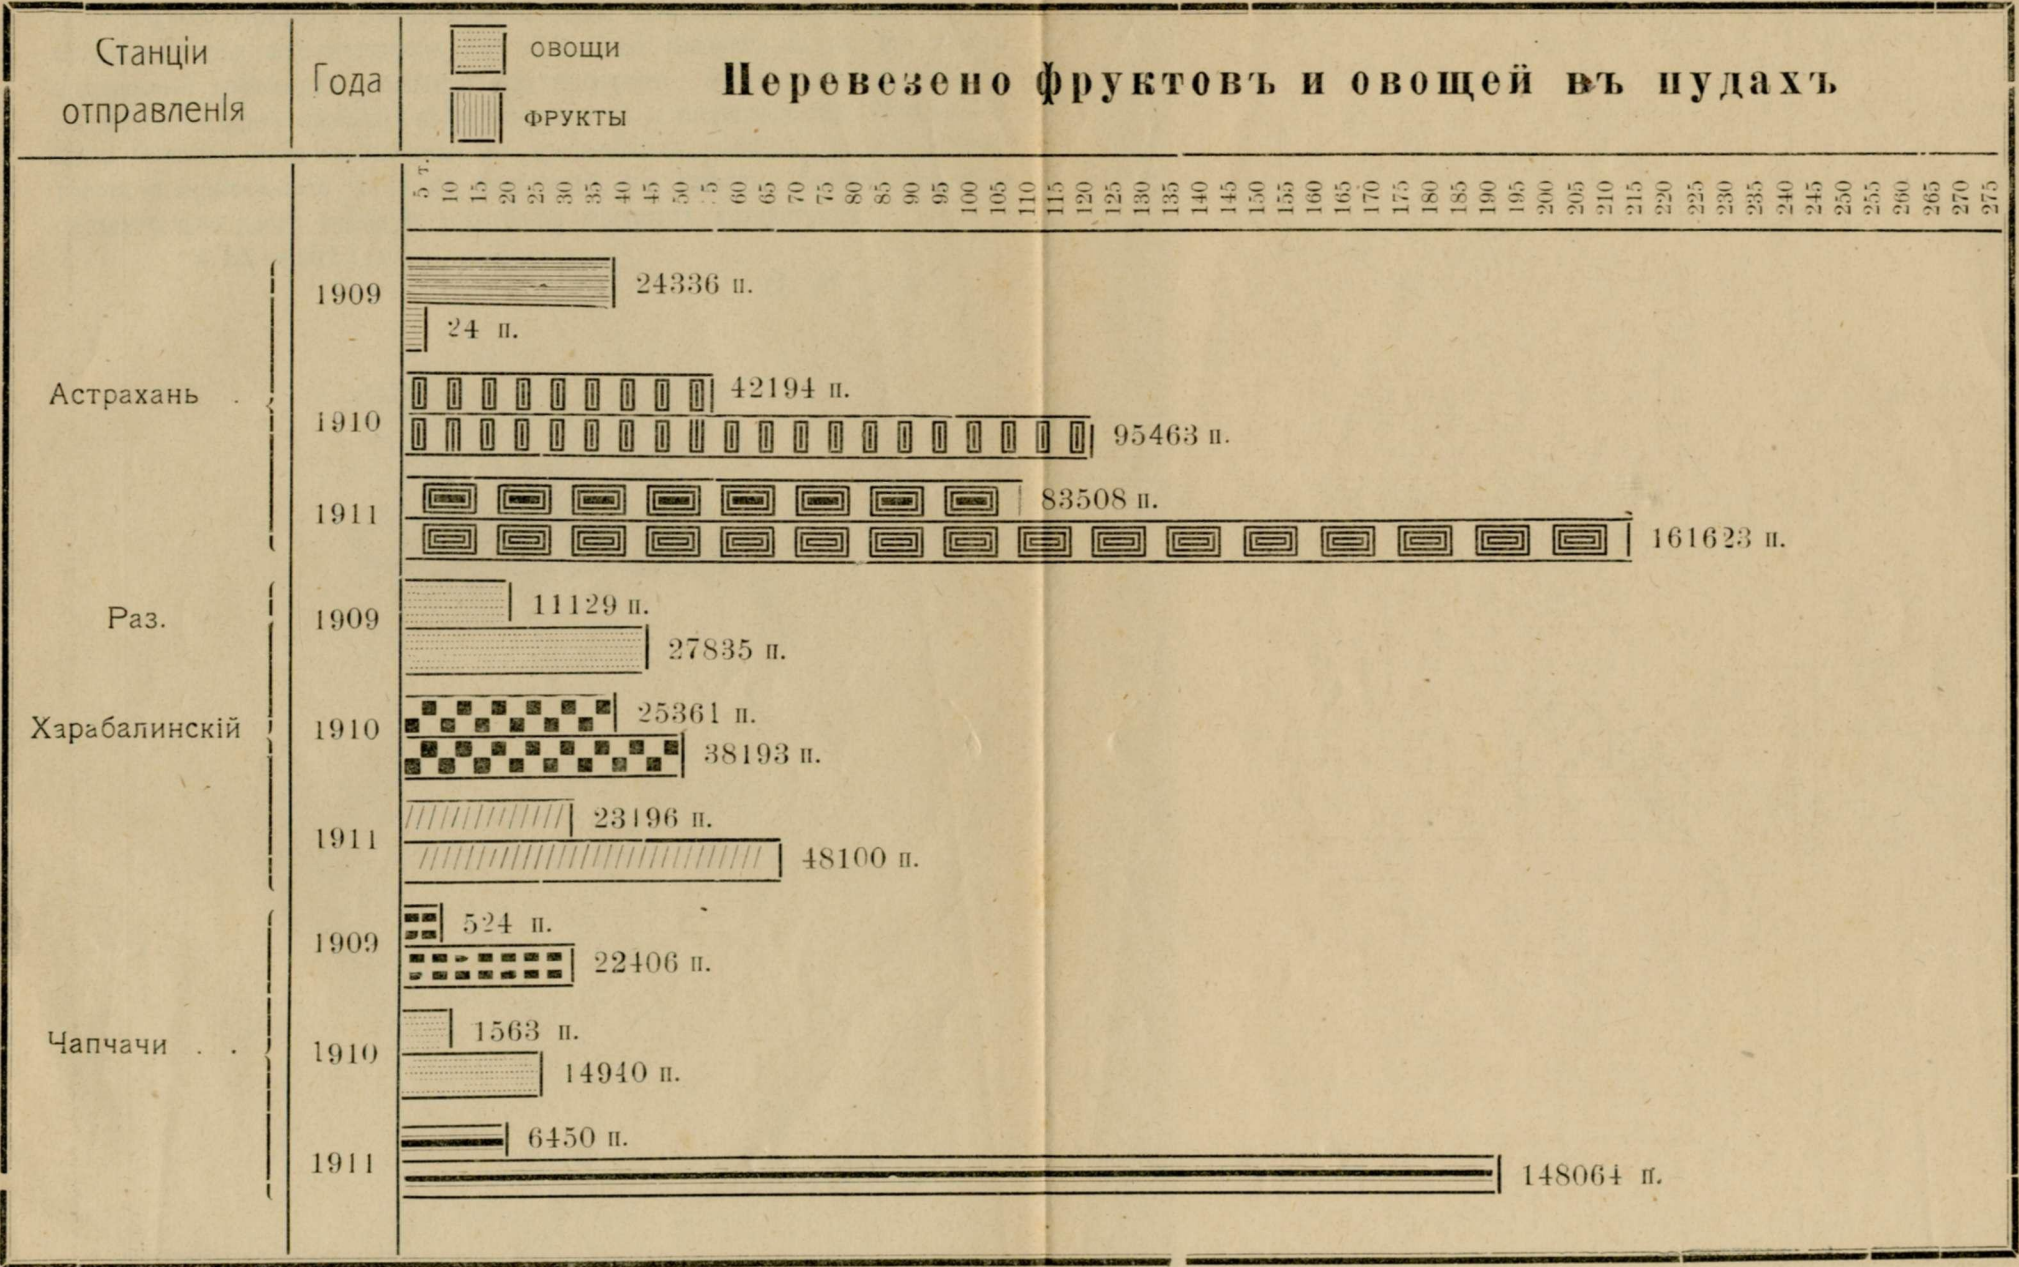 Станціи
отправленія
Года
овощи
фрукты
Перевезено фруктовъ и овощей въ пудахъ
5 т. 10 15 20 25 30 35 40 45 50 55 60 65 70 75 80 85 90 95 100 105 110 115 120 125 130 135 140 145 150 155 160 165 170 175 180 185 190 195 200 205 210 215 220 225 230 235 240 245 250 255 260 265 270 275
Астрахань .
1909
24336 п.
24 п.
1910
42194 п.
95463 п.
1911
83508 п.
161623 п.
Раз.
Харабалинскій
1909
11129 п.
27835 п.
1910
25361 п.
38193 п.
1911
23196 п.
48100 п.
Чапчачи . .
1909
524 п.
22406 п.
1910
1563 п.
14940 п.
1911
6450 п.
148064 п.